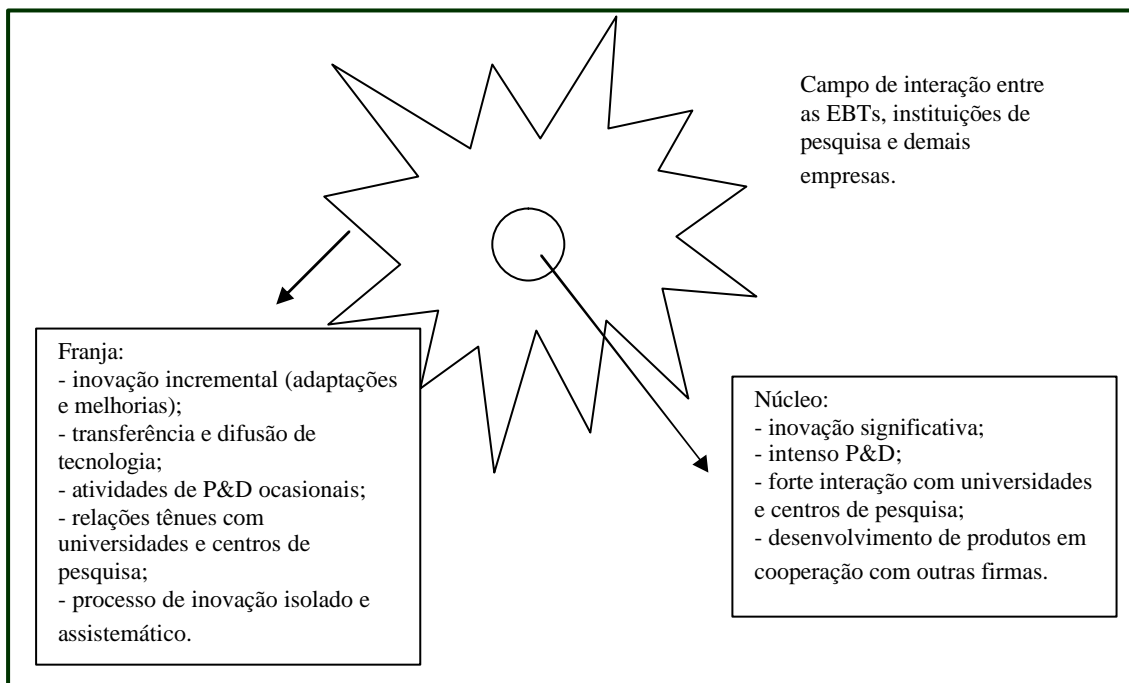 Campo de interação entre
as EBTs, instituições de
pesquisa e demais
empresas.
Franja:
- inovação incremental (adaptações
e melhorias);
- transferência e difusão de
tecnologia;
- atividades de P&D ocasionais;
- relações tênues com
universidades e centros de
pesquisa;
- processo de inovação isolado e
assistemático.
Núcleo:
- inovação significativa;
- intenso P&D;
- forte interação com universidades
e centros de pesquisa;
- desenvolvimento de produtos em
cooperação com outras firmas.